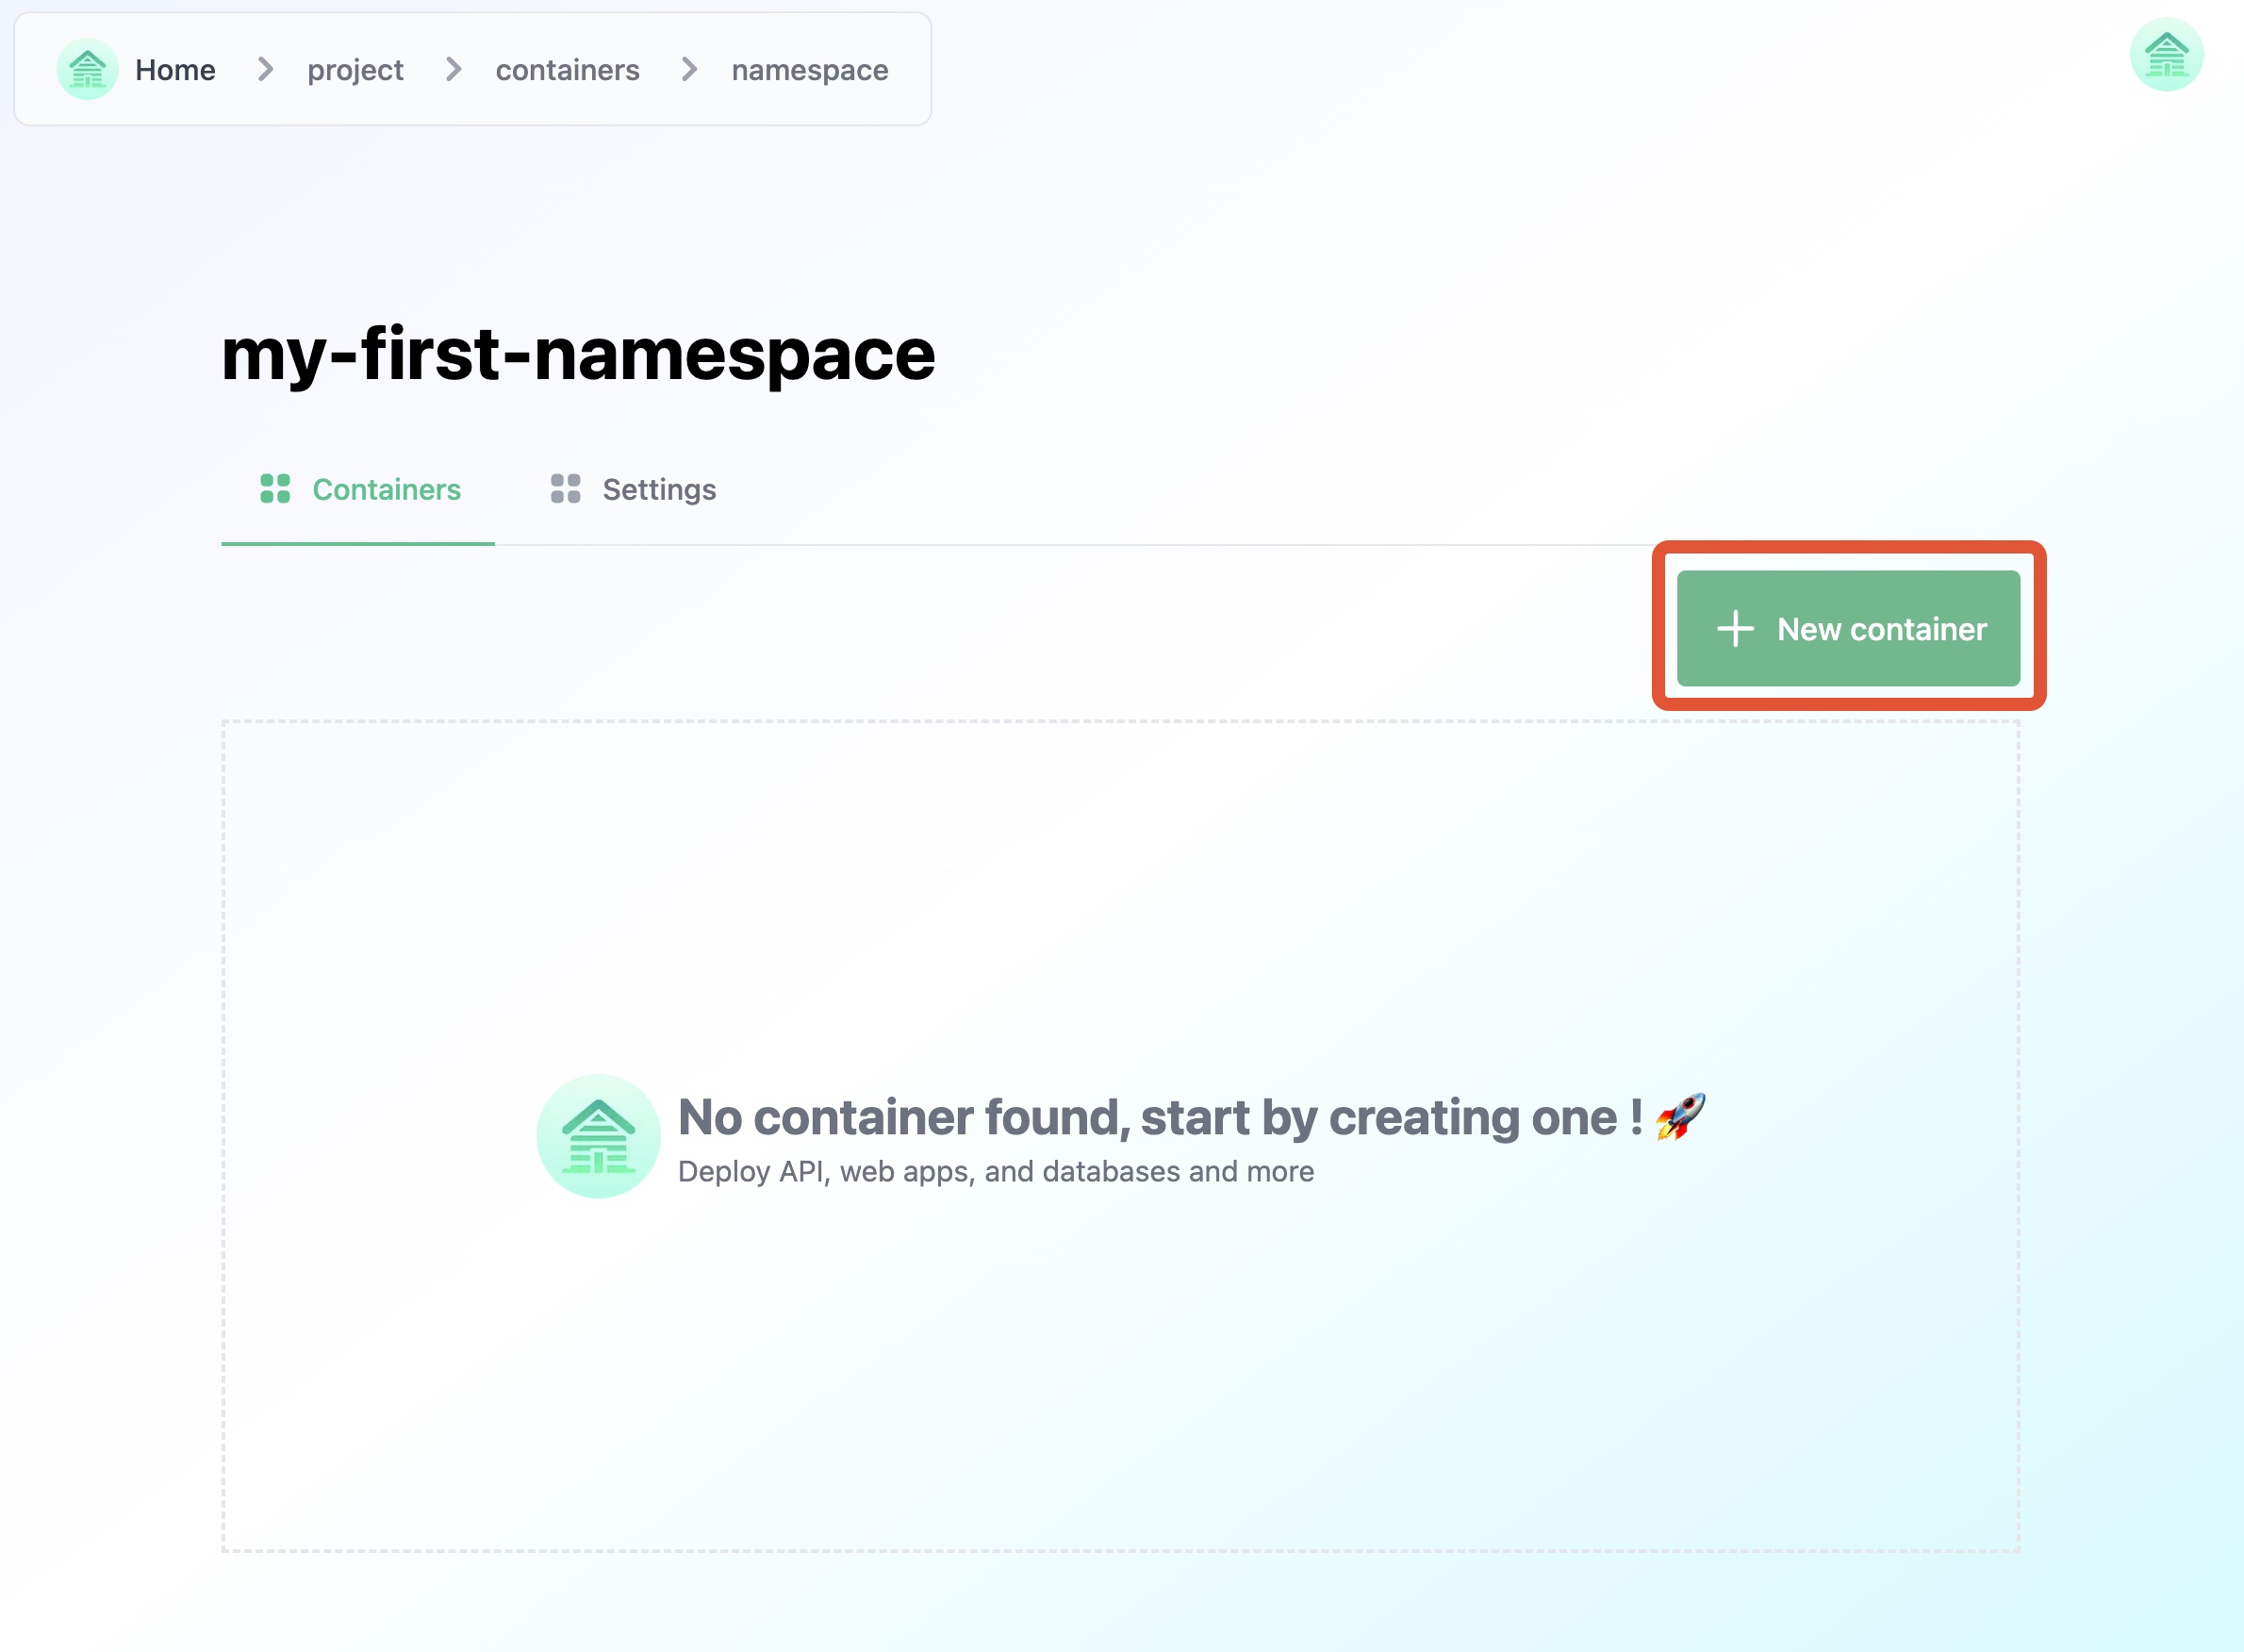 Home project containers namespace
my-first-namespace
Containers Settings
New container
No container found, start by creating one ! 🚀
Deploy API, web apps, and databases and more